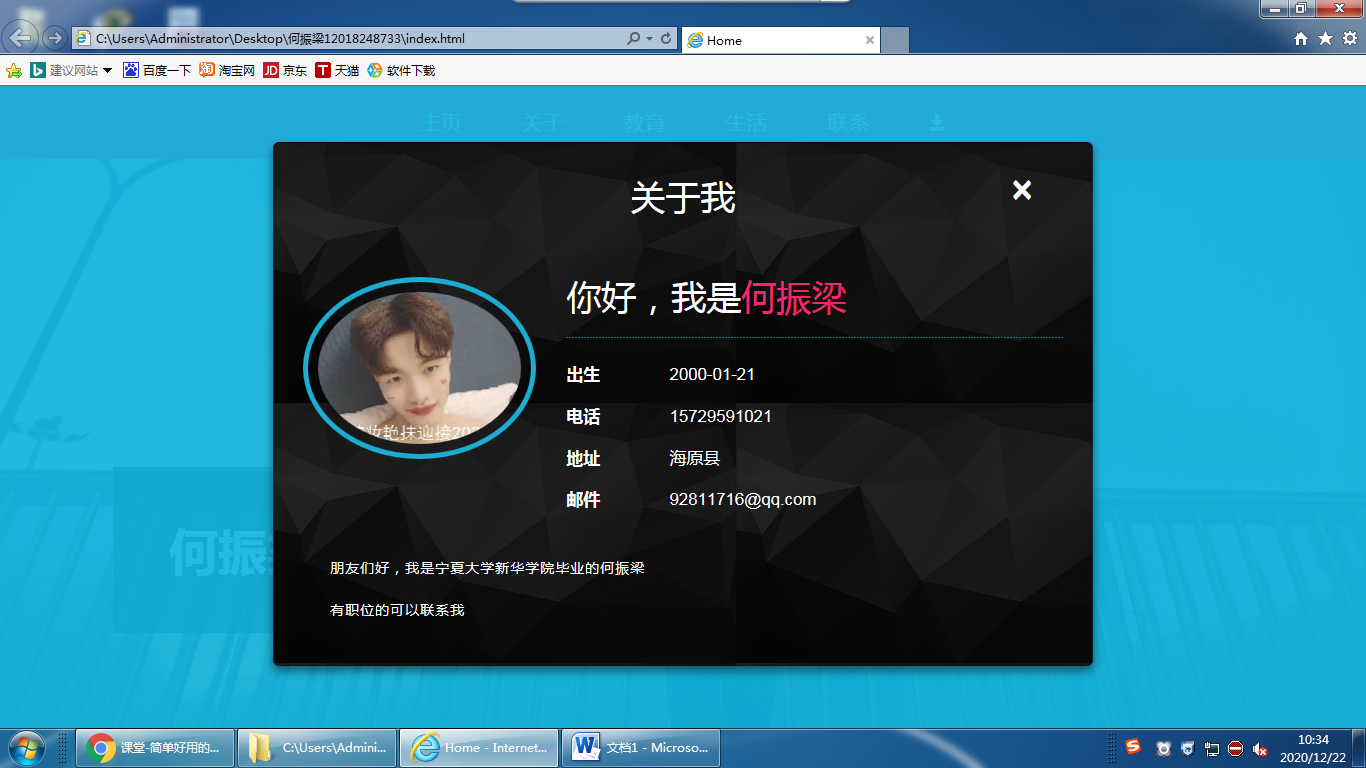 C:\Users\Administrator\Desktop\何振梁12018248733\index.html
Home
建议网站
百度一下
淘宝网
JD 京东
T 天猫
软件下载
主页 关于 教育 生活 联系
关于我
你好，我是何振梁
出生 2000-01-21
电话 15729591021
地址 海原县
邮件 92811716@qq.com
何振
朋友们好，我是宁夏大学新华学院毕业的何振梁
有职位的可以联系我
课堂-简单好用的...
C:\Users\Admini...
Home - Internet...
文档1 - Microso...
10:34
2020/12/22